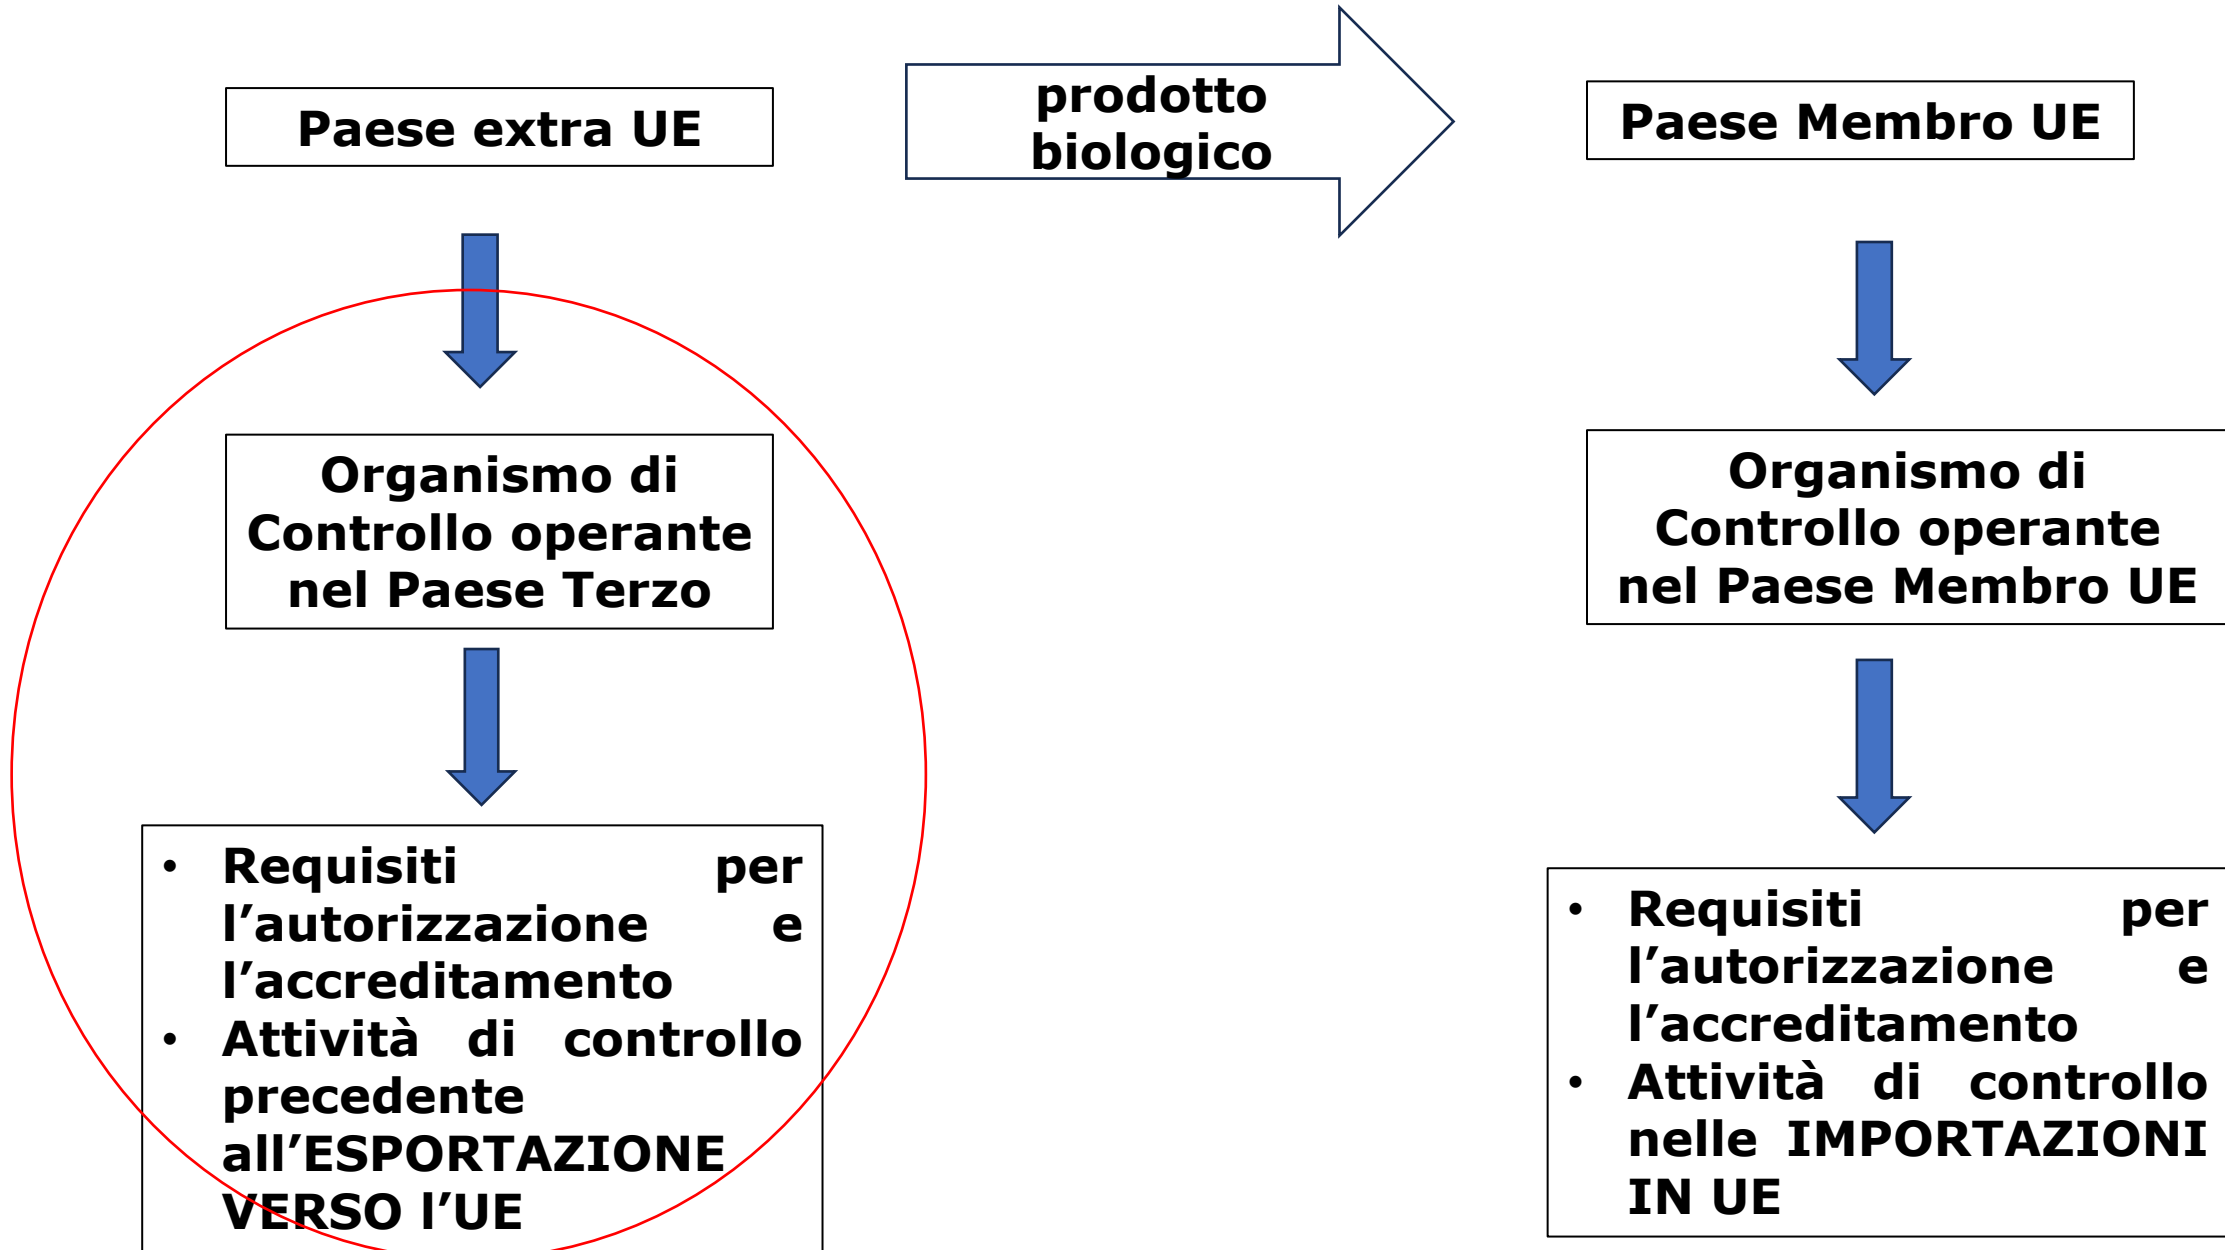 Paese extra UE
prodotto
biologico
Paese Membro UE
Organismo di
Controllo operante
nel Paese Terzo
Organismo di
Controllo operante
nel Paese Membro UE
• Requisiti per
l’autorizzazione e
l’accreditamento
• Attività di controllo
precedente
all’ESPORTAZIONE
VERSO l’UE
• Requisiti per
l’autorizzazione e
l’accreditamento
• Attività di controllo
nelle IMPORTAZIONI
IN UE